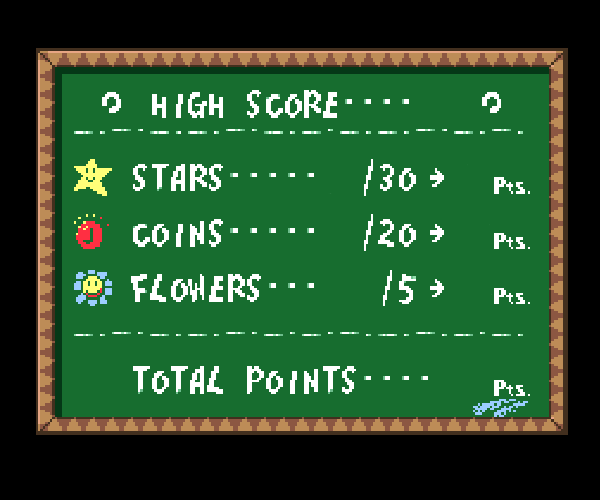 HIGH SCORE····
STARS····· /30 → Pts.
COINS····· /20 → Pts.
FLOWERS··· /5 → Pts.
TOTAL POINTS···· Pts.